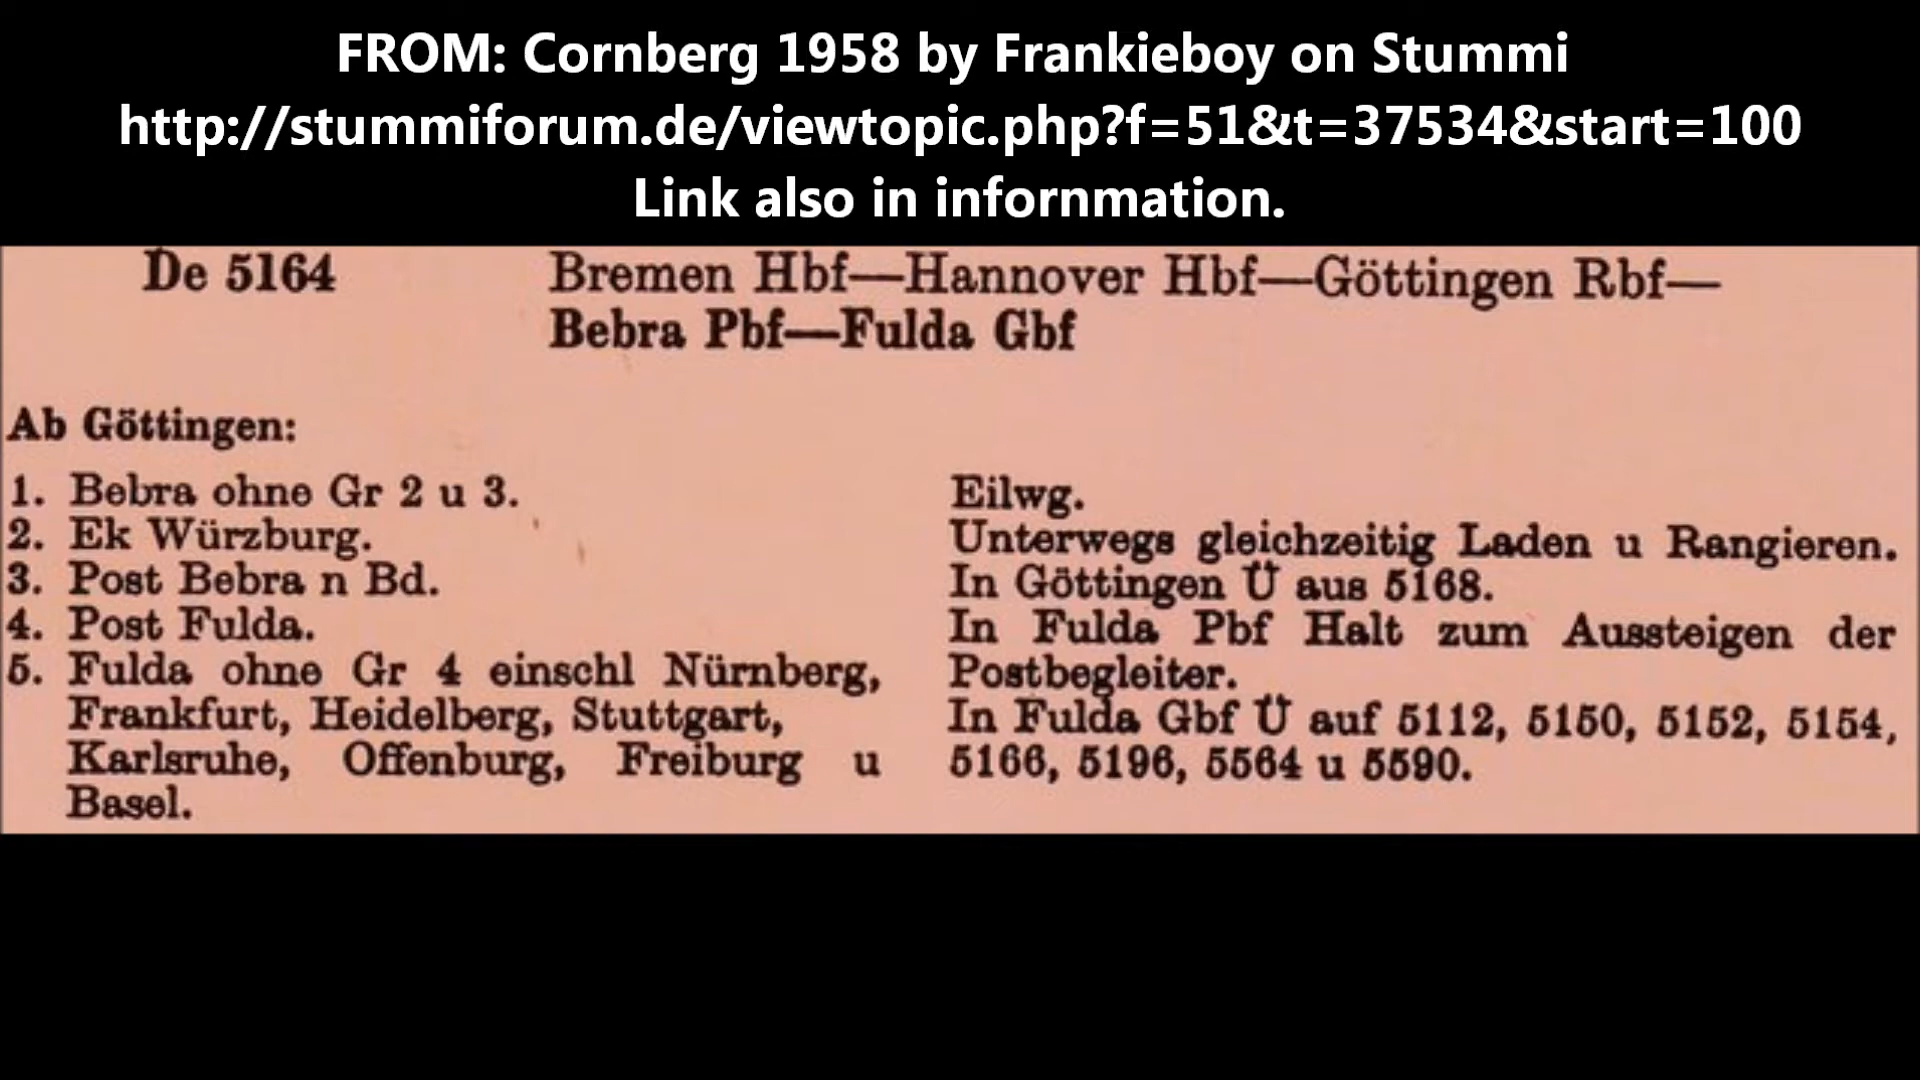 FROM: Cornberg 1958 by Frankieboy on Stummi
http://stummiforum.de/viewtopic.php?f=51&t=37534&start=100
Link also in infornmation.
De 5164 Bremen Hbf—Hannover Hbf—Göttingen Rbf—
Bebra Pbf—Fulda Gbf
Ab Göttingen:
1. Bebra ohne Gr 2 u 3.
2. Ek Würzburg.
3. Post Bebra n Bd.
4. Post Fulda.
5. Fulda ohne Gr 4 einschl Nürnberg,
Frankfurt, Heidelberg, Stuttgart,
Karlsruhe, Offenburg, Freiburg u
Basel.
Eilwg.
Unterwegs gleichzeitig Laden u Rangieren.
In Göttingen Ü aus 5168.
In Fulda Pbf Halt zum Aussteigen der
Postbegleiter.
In Fulda Gbf Ü auf 5112, 5150, 5152, 5154,
5166, 5196, 5564 u 5590.